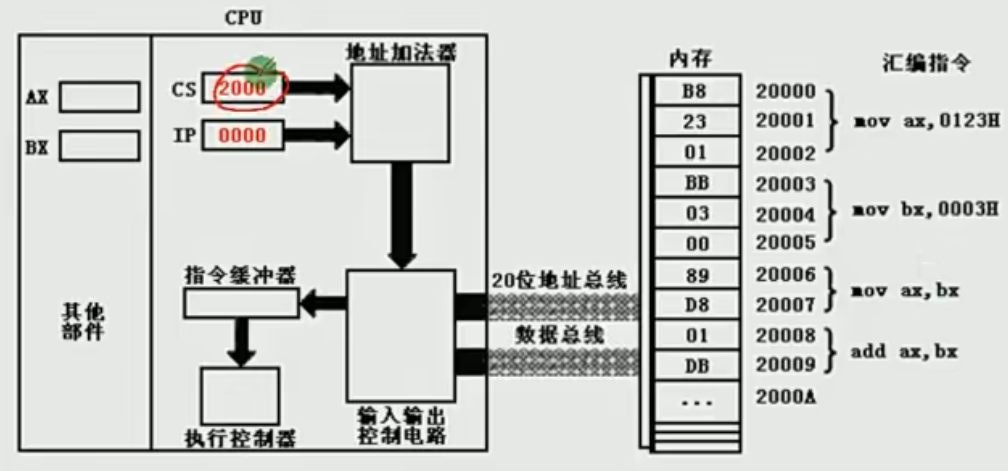 CPU
AX
BX
其他
部件
CS
2000
IP
0000
地址加法器
指令缓冲器
执行控制器
输入输出
控制电路
20位地址总线
数据总线
内存
汇编指令
B8 20000
23 20001 mov ax,0123H
01 20002
BB 20003
03 20004 mov bx,0003H
00 20005
89 20006
mov ax,bx
D8 20007
01 20008
add ax,bx
DB 20009
... 2000A